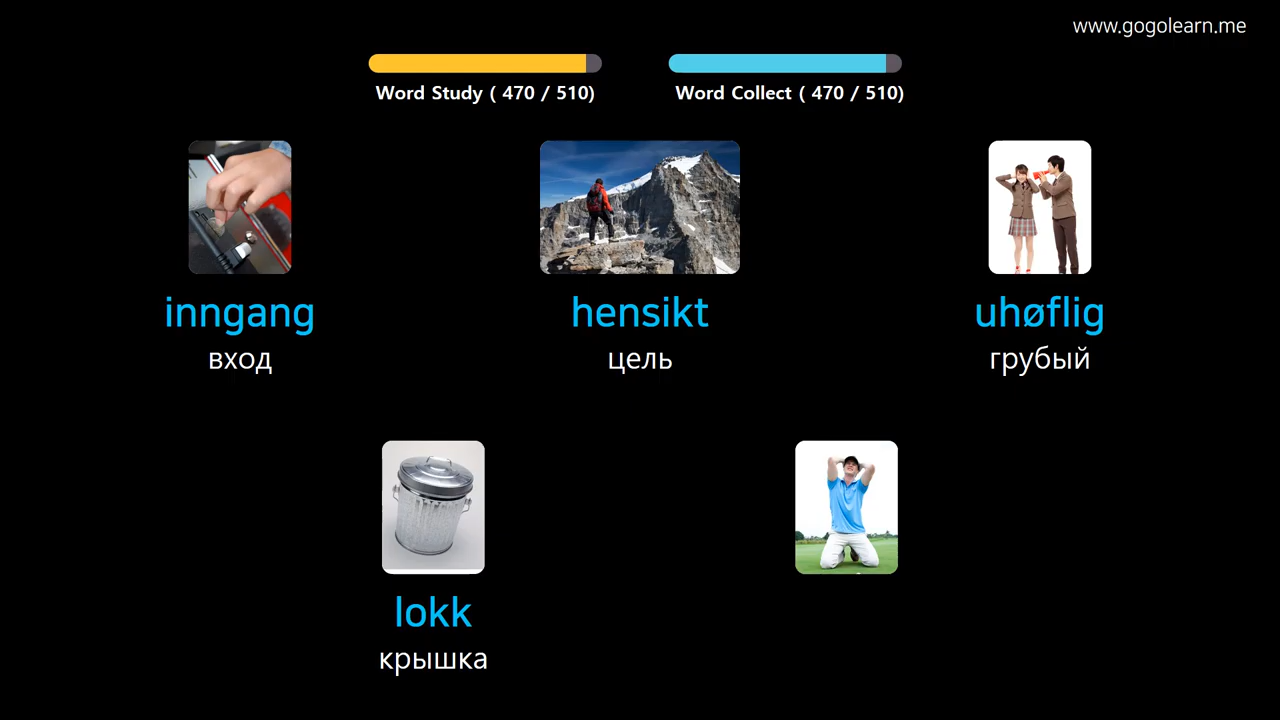 www.gogolearn.me
Word Study ( 470 / 510)
Word Collect ( 470 / 510)
inngang
вход
hensikt
цель
uhøflig
грубый
lokk
крышка